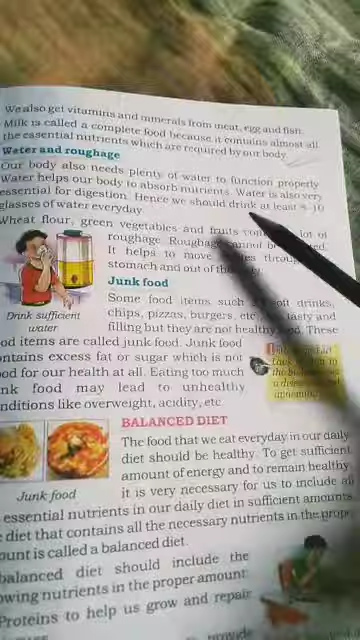 We also get vitamins and minerals from meat, egg and fish.
Milk is called a complete food because it contains almost all
the essential nutrients which are required by our body.
Water and roughage
Our body also needs plenty of water to function properly
Water helps our body to absorb nutrients. Water is also very
essential for digestion. Hence we should drink at least 8-10
glasses of water everyday.
Wheat flour, green vegetables and fruits lot of
roughage. Roughage
It helps to move
stomach and out of the
Drink sufficient
water
Junk food
Some food items such soft drinks,
chips, pizzas, burgers, etc tasty and
filling but they are not healthy food. These
od items are called junk food. Junk food
ntains excess fat or sugar which is not
od for our health at all. Eating too much
nk food may lead to unhealthy
nditions like overweight, acidity, etc.
BALANCED DIET
The food that we eat everyday in our daily
diet should be healthy. To get sufficient
amount of energy and to remain healthy
it is very necessary for us to include all
Junk food
essential nutrients in our daily diet in sufficient amounts
diet that contains all the necessary nutrients in the prope
ount is called a balanced diet.
balanced diet should include the
owing nutrients in the proper amount:
Proteins to help us grow and repair